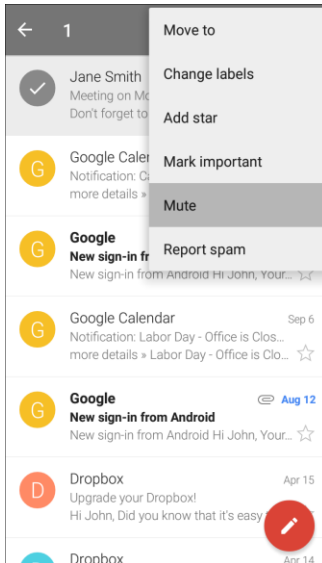 1
Move to
Change labels
Add star
Mark important
Mute
Report spam
Jane Smith
Meeting on
Don't forget to
G
Google
Notification:
more details »
G
Google
New sign-in
New sign-in from Android Hi John, Your...
G
Google Calendar Sep 6
Notification: Labor Day - Office is Clos...
more details » Labor Day - Office is Clo...
G
Google Aug 12
New sign-in from Android
New sign-in from Android Hi John, Your...
D
Dropbox Apr 15
Upgrade your Dropbox!
Hi John, Did you know that it's easy
Dropbox Apr 14